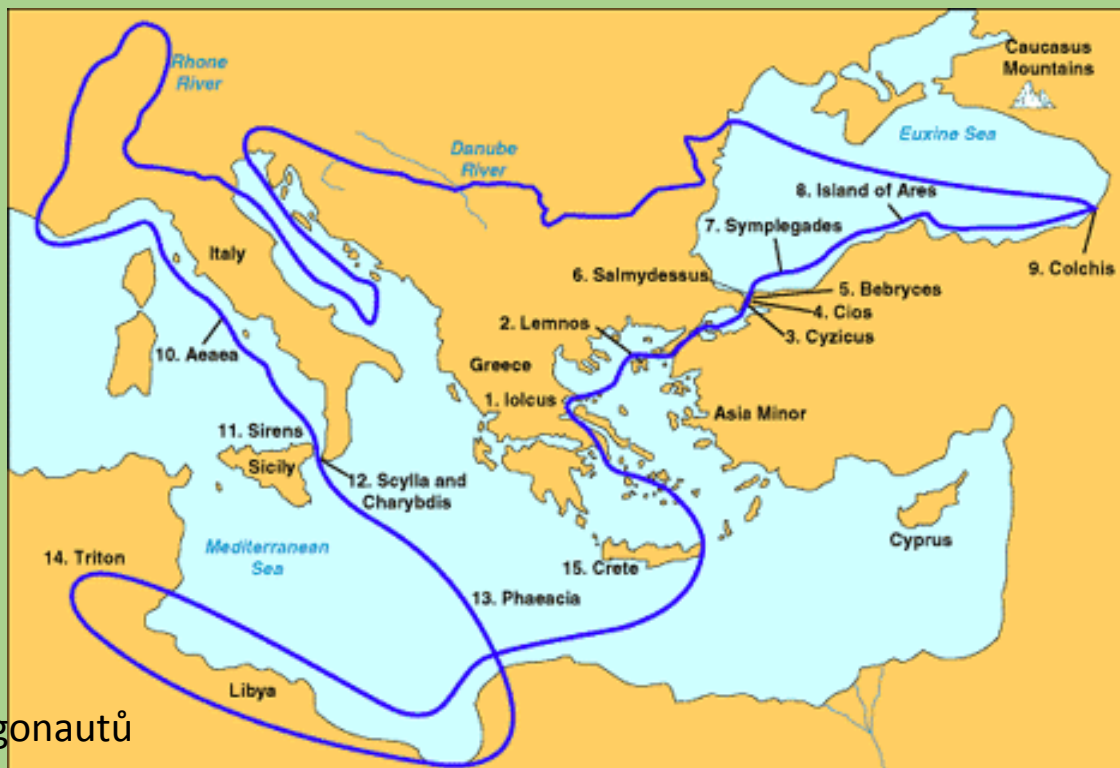 Rhone
River
Caucasus
Mountains
Euxine Sea
Danube
River
8. Island of Ares
7. Symplegades
Italy
6. Salmydessus
9. Colchis
5. Bebryces
4. Cios
3. Cyzicus
2. Lemnos
10. Aeaea
Greece
1. Iolcus
Asia Minor
11. Sirens
Sicily
12. Scylla and
Charybdis
Cyprus
Mediterranean
Sea
14. Triton
15. Crete
13. Phaeacia
Libya
gonautů